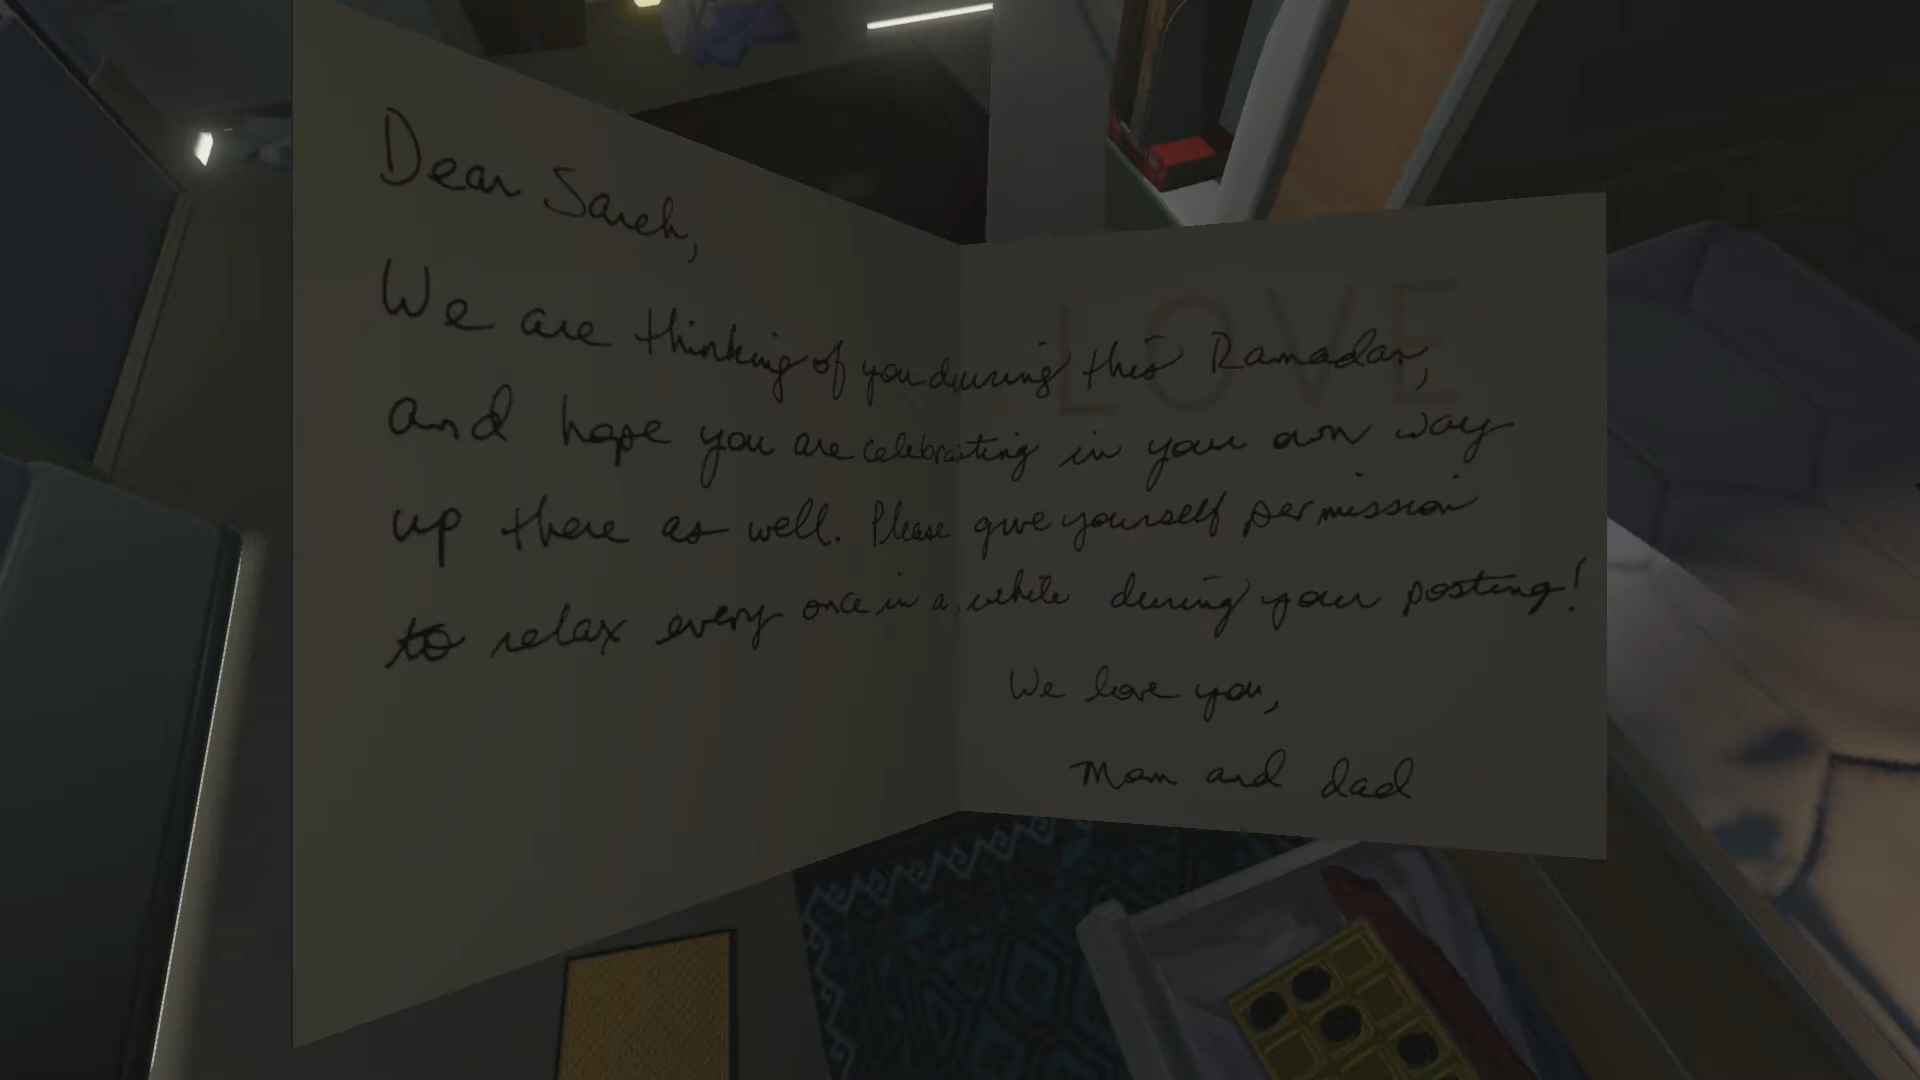 Dear Sareh,
LOVE
We are thinking of you during this Ramadan,
and hope you are celebrating in your own way
up there as well. Please give yourself permission
to relax every once in a while during your posting!
We love you,
Mom and dad